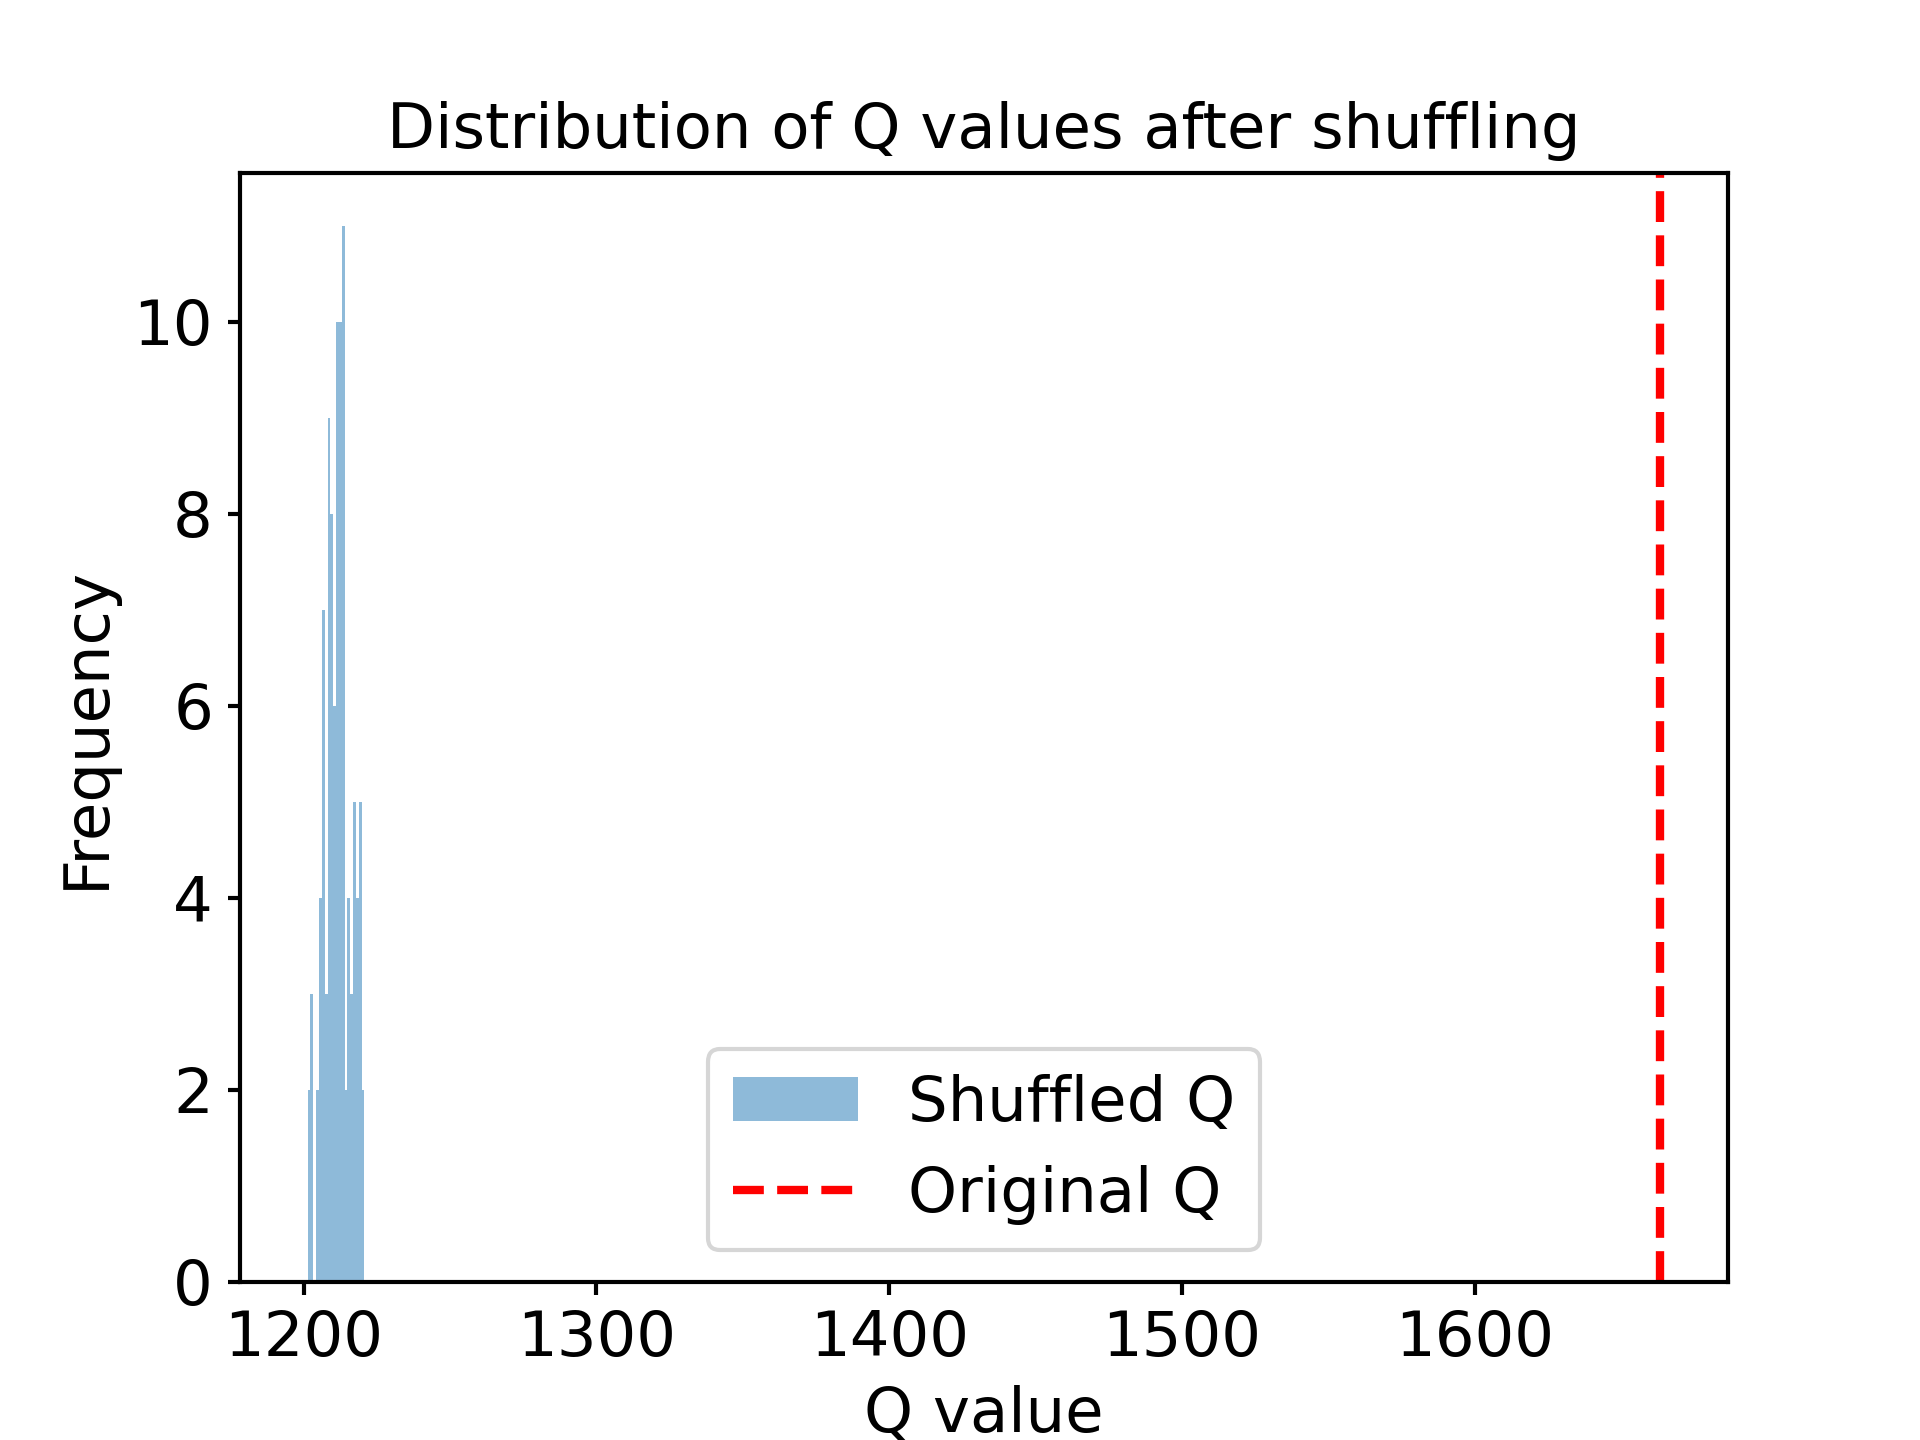 Distribution of Q values after shuffling
Frequency
10
8
6
4
2
0
Shuffled Q
Original Q
1200 1300 1400 1500 1600
Q value